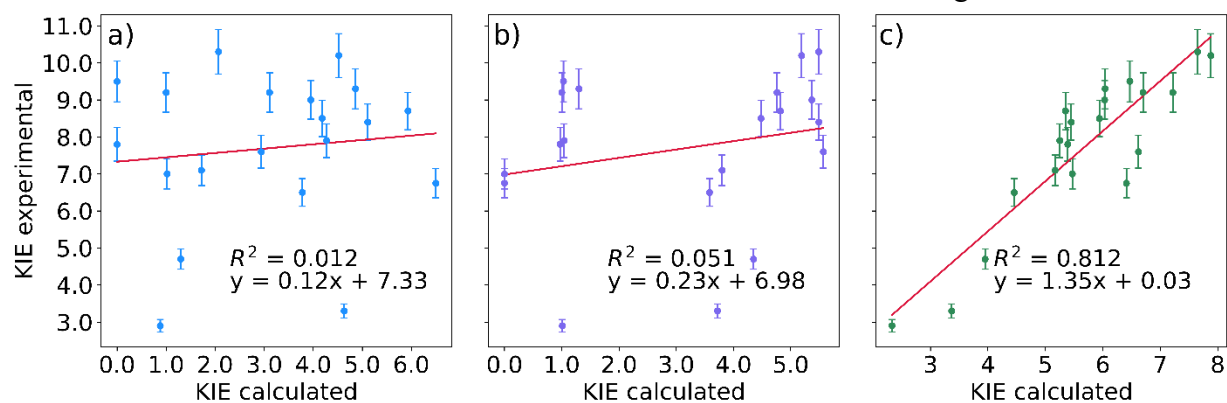 a)
b)
c)
KIE experimental
11.0
10.0
9.0
8.0
7.0
6.0
5.0
4.0
3.0
R² = 0.012
y = 0.12x + 7.33
R² = 0.051
y = 0.23x + 6.98
R² = 0.812
y = 1.35x + 0.03
0.0 1.0 2.0 3.0 4.0 5.0 6.0
0.0 1.0 2.0 3.0 4.0 5.0
3 4 5 6 7 8
KIE calculated
KIE calculated
KIE calculated